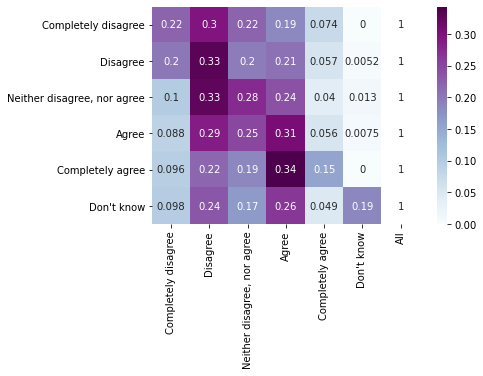 Completely disagree 0.22 0.3 0.22 0.19 0.074 0 1
Disagree 0.2 0.33 0.2 0.21 0.057 0.0052 1
Neither disagree, nor agree 0.1 0.33 0.28 0.24 0.04 0.013 1
Agree 0.088 0.29 0.25 0.31 0.056 0.0075 1
Completely agree 0.096 0.22 0.19 0.34 0.15 0 1
Don't know 0.098 0.24 0.17 0.26 0.049 0.19 1
Completely disagree
Disagree
Neither disagree, nor agree
Agree
Completely agree
Don't know
All
0.30
0.25
0.20
0.15
0.10
0.05
0.00